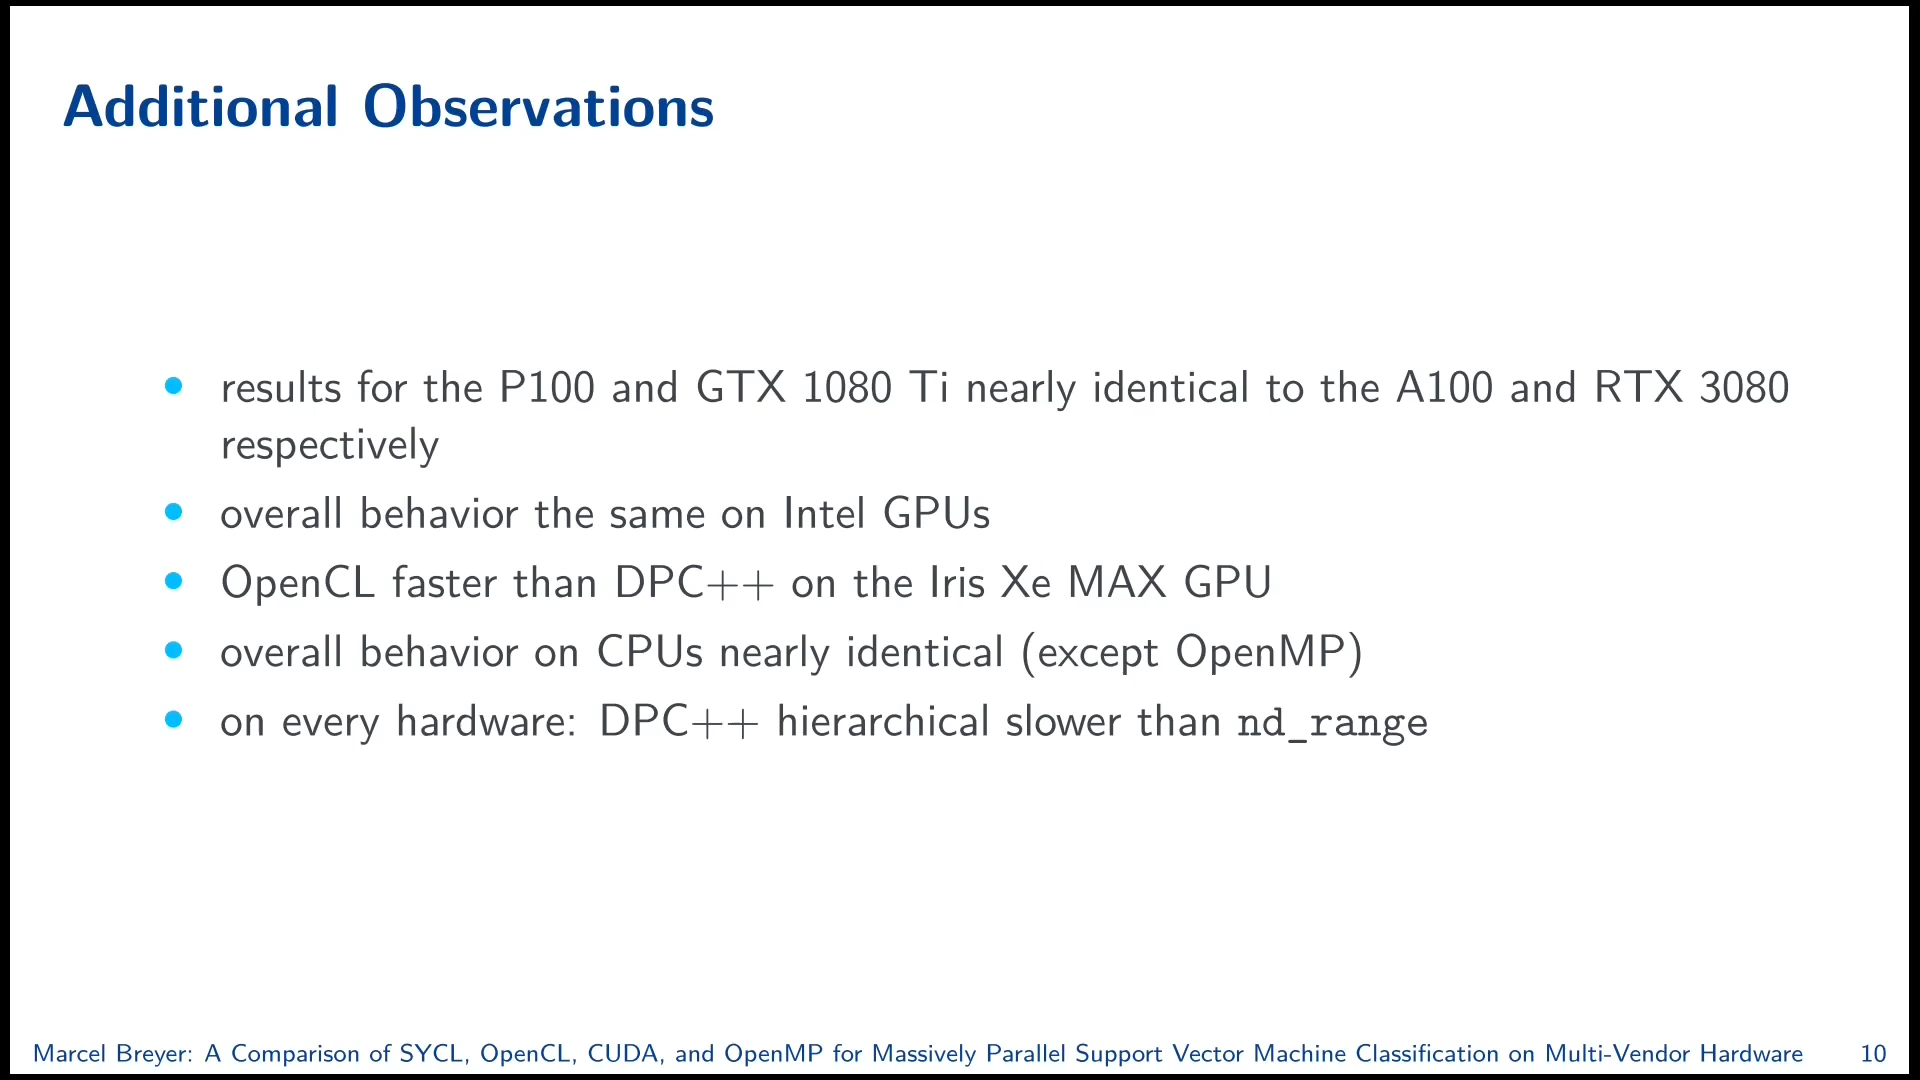 Additional Observations
• results for the P100 and GTX 1080 Ti nearly identical to the A100 and RTX 3080
respectively
• overall behavior the same on Intel GPUs
• OpenCL faster than DPC++ on the Iris Xe MAX GPU
• overall behavior on CPUs nearly identical (except OpenMP)
• on every hardware: DPC++ hierarchical slower than nd_range
Marcel Breyer: A Comparison of SYCL, OpenCL, CUDA, and OpenMP for Massively Parallel Support Vector Machine Classification on Multi-Vendor Hardware 10